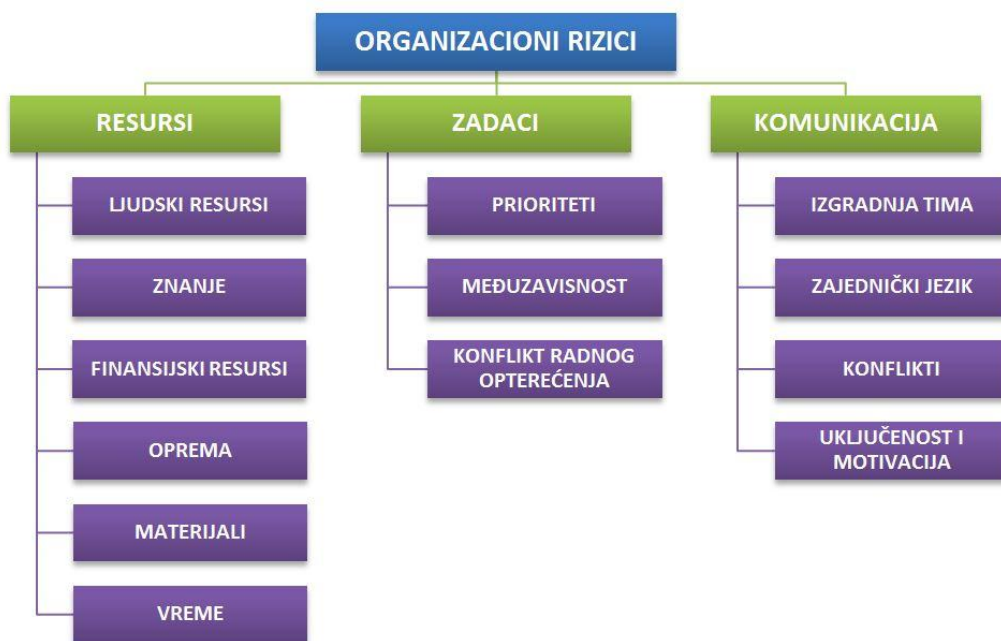 ORGANIZACIONI RIZICI
RESURSI
LJUDSKI RESURSI
ZNANJE
FINANSIJSKI RESURSI
OPREMA
MATERIJALI
VREME
ZADACI
PRIORITETI
MEĐUZAVISNOST
KONFLIKT RADNOG
OPTEREĆENJA
KOMUNIKACIJA
IZGRADNJA TIMA
ZAJEDNIČKI JEZIK
KONFLIKTI
UKLJUČENOST I
MOTIVACIJA